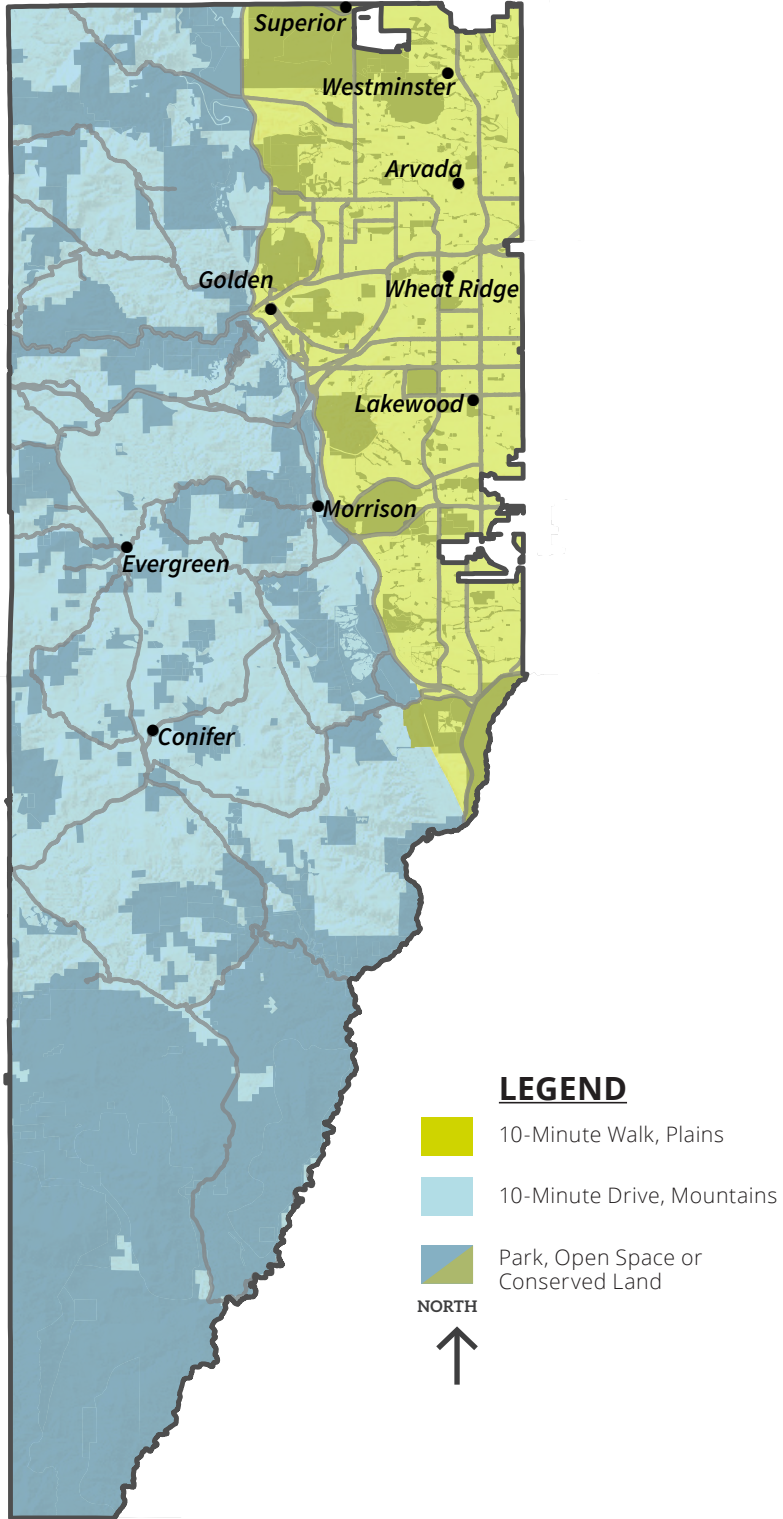 Superior
Westminster
Arvada
Golden
Wheat Ridge
Lakewood
Morrison
Evergreen
Conifer
LEGEND
10-Minute Walk, Plains
10-Minute Drive, Mountains
Park, Open Space or
Conserved Land
NORTH